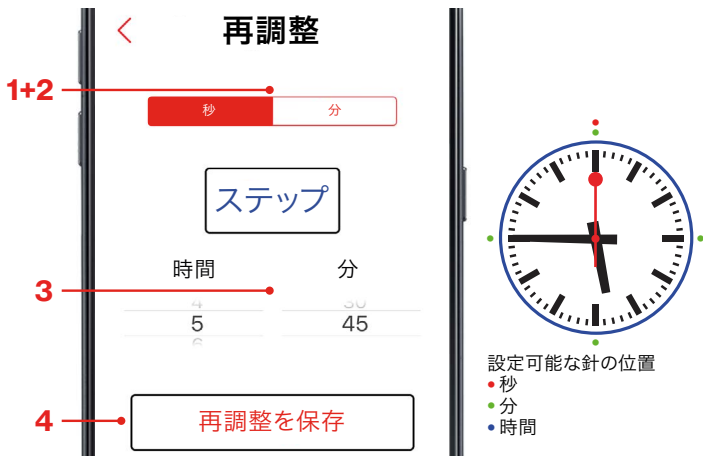 再調整
1+2
秒 分
ステップ
時間 分
3
4 30
5 45
6
4
再調整を保存
設定可能な針の位置
• 秒
• 分
• 時間